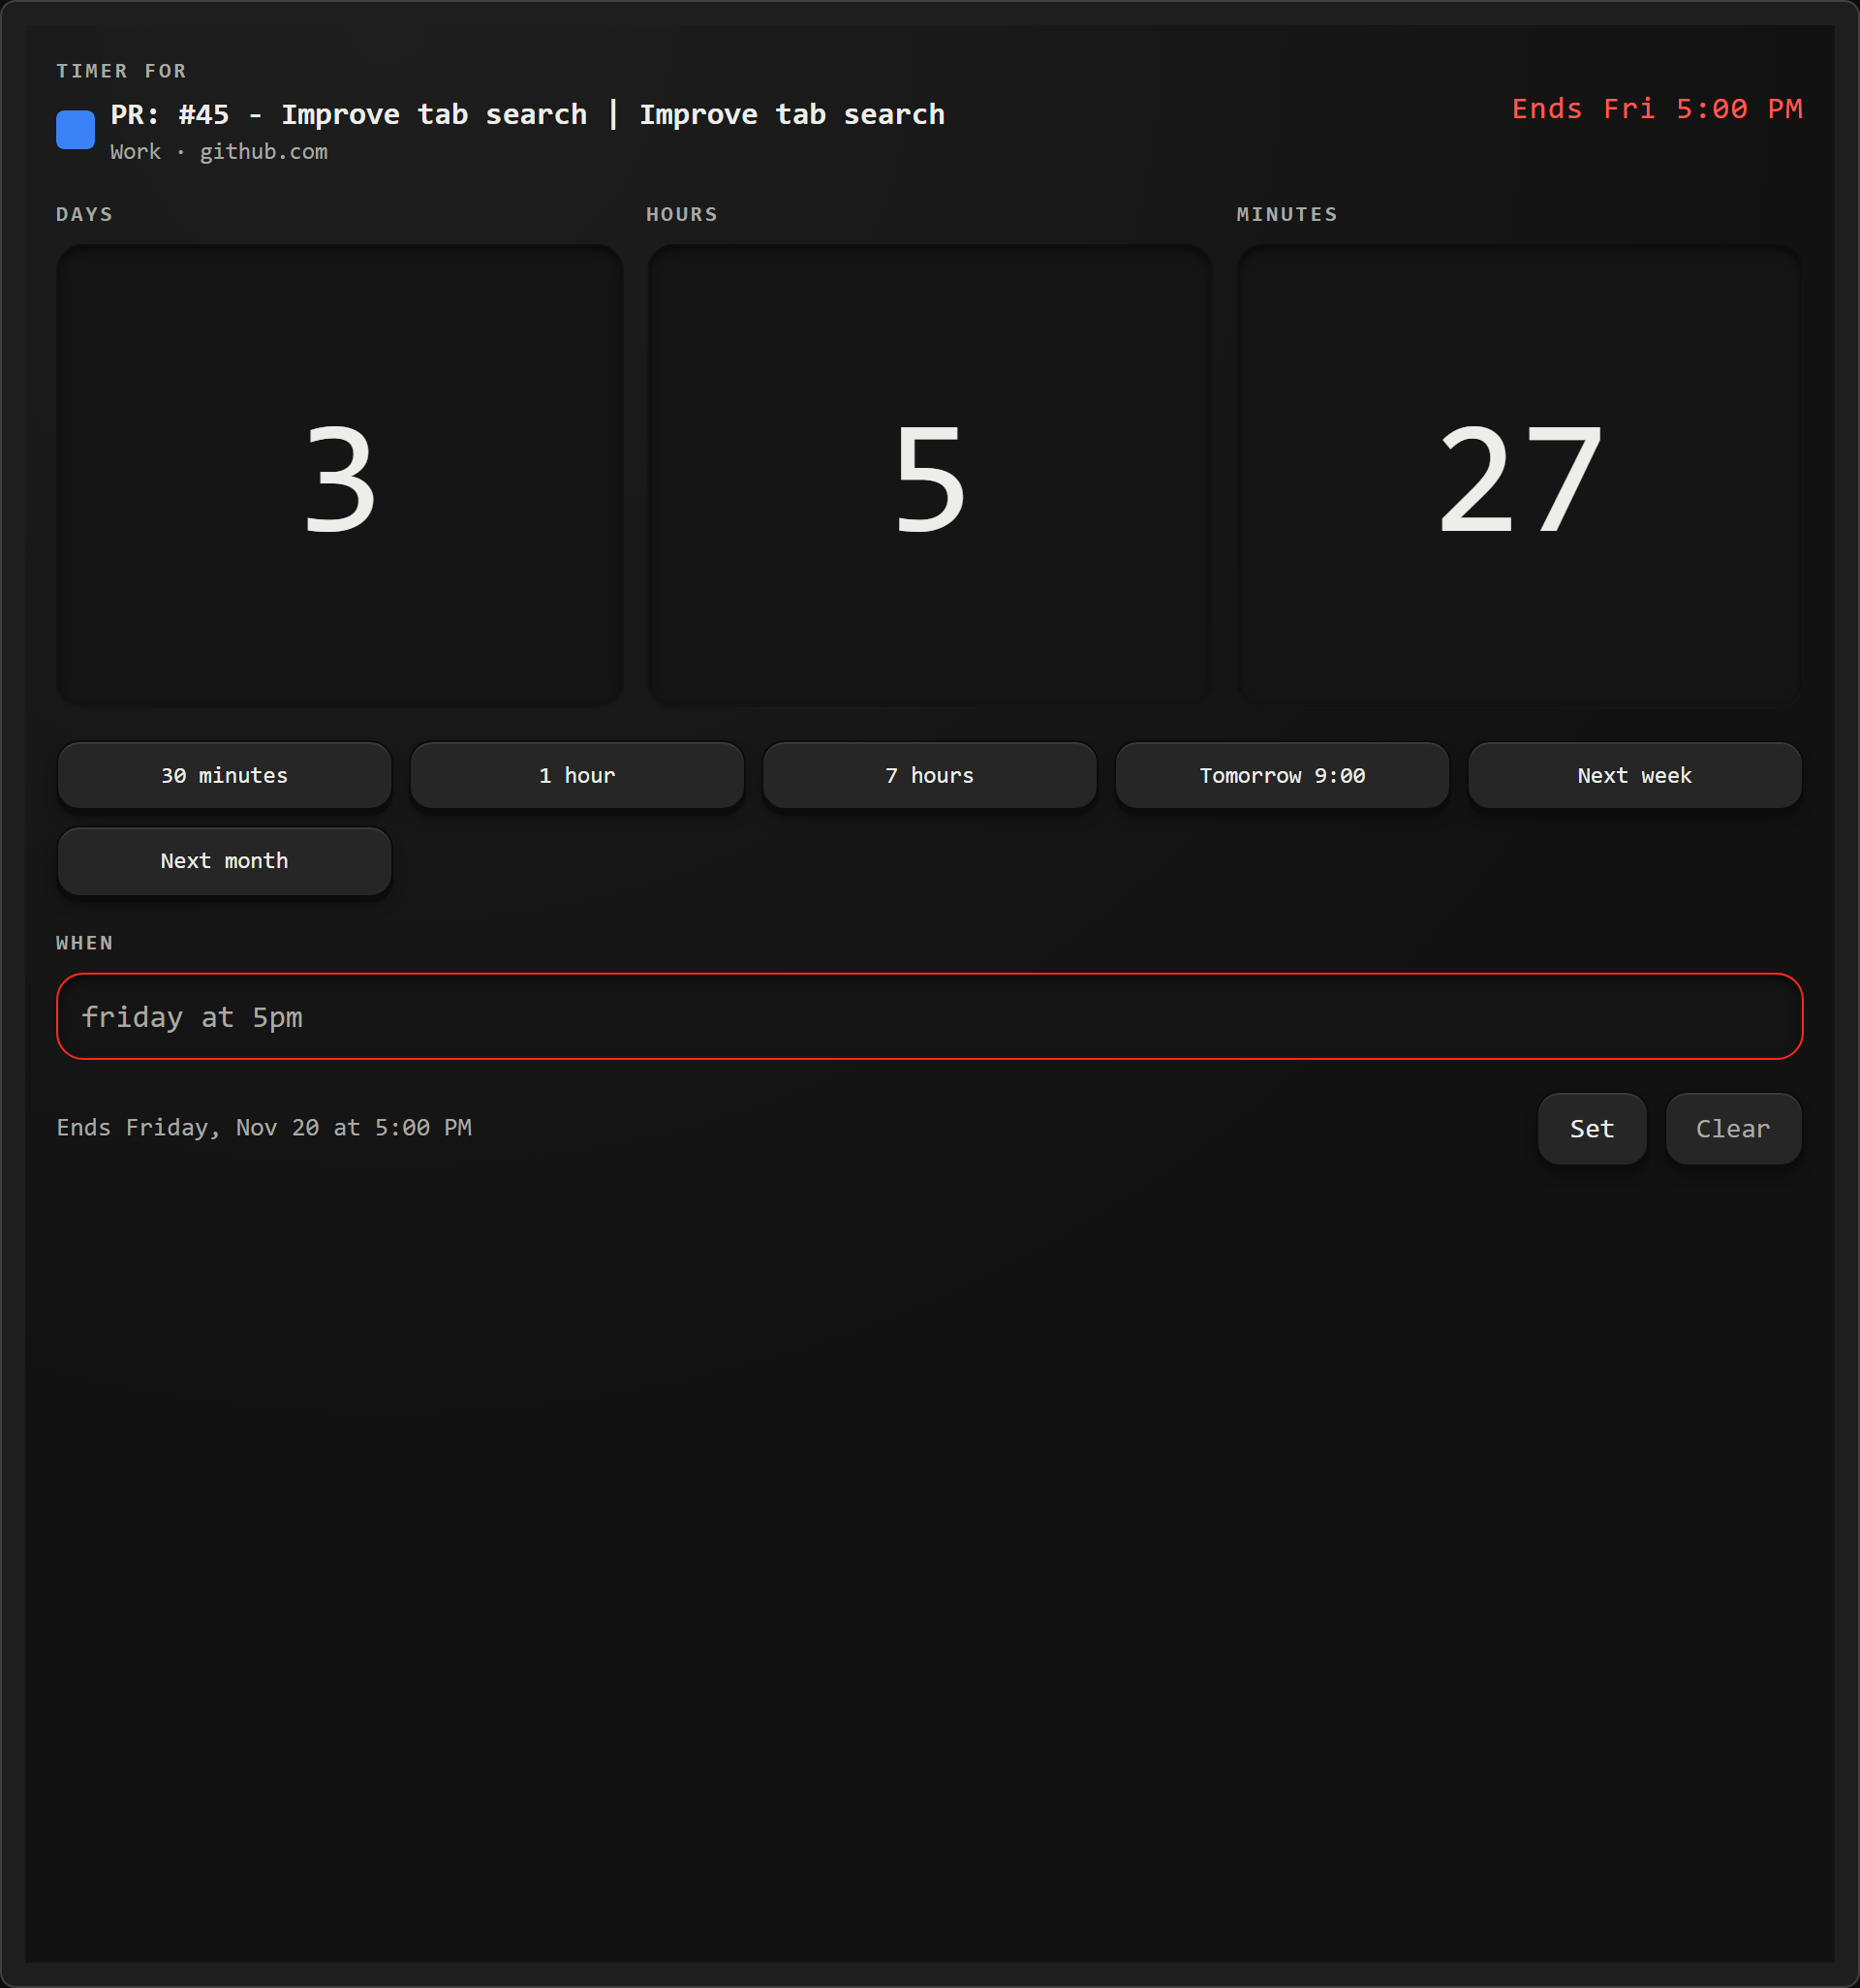 TIMER FOR
PR: #45 - Improve tab search | Improve tab search
Work · github.com
Ends Fri 5:00 PM
DAYS
HOURS
MINUTES
3
5
27
30 minutes
1 hour
7 hours
Tomorrow 9:00
Next week
Next month
WHEN
friday at 5pm
Ends Friday, Nov 20 at 5:00 PM
Set
Clear